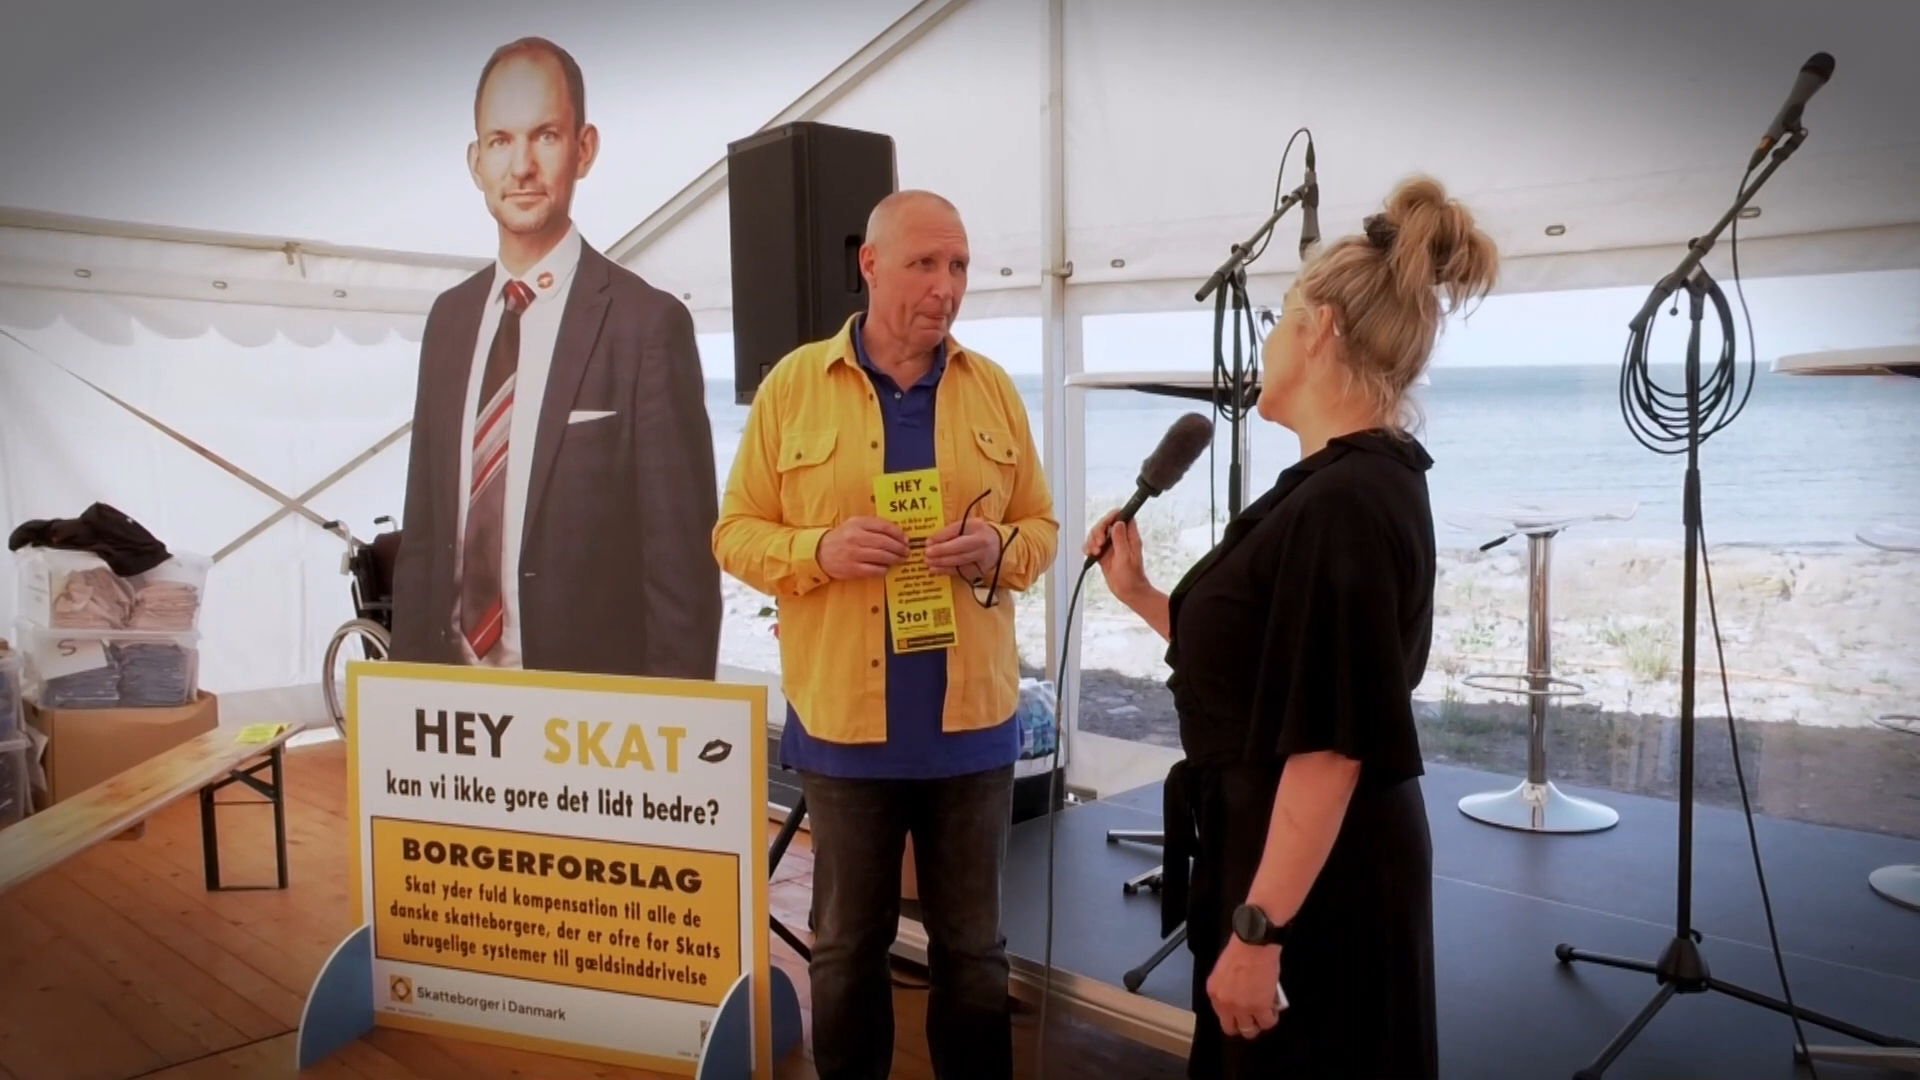 HEY
SKAT,
Stot
HEY SKAT
kan vi ikke gore det lidt bedre?
BORGERFORSLAG
Skat yder fuld kompensation til alle de
danske skatteborgere, der er ofre for Skats
ubrugelige systemer til gældsinddrivelse
Skatteborger i Danmark
S